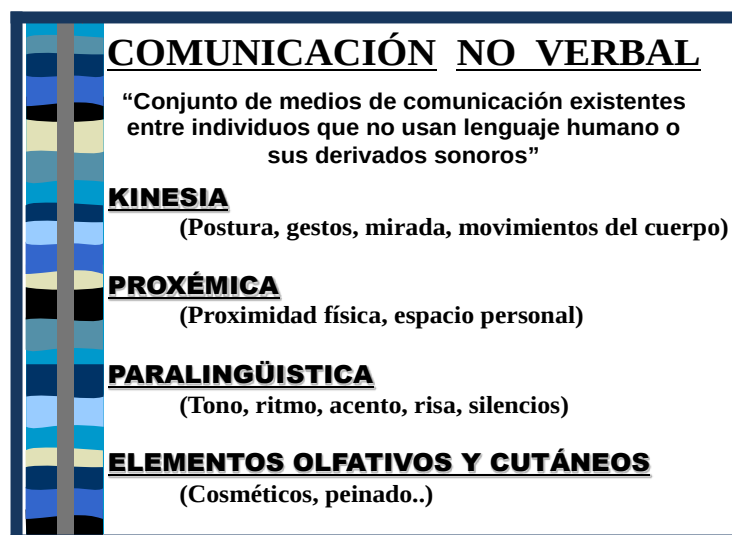 COMUNICACIÓN NO VERBAL
“Conjunto de medios de comunicación existentes
entre individuos que no usan lenguaje humano o
sus derivados sonoros”
KINESIA
(Postura, gestos, mirada, movimientos del cuerpo)
PROXÉMICA
(Proximidad física, espacio personal)
PARALINGÜISTICA
(Tono, ritmo, acento, risa, silencios)
ELEMENTOS OLFATIVOS Y CUTÁNEOS
(Cosméticos, peinado..)